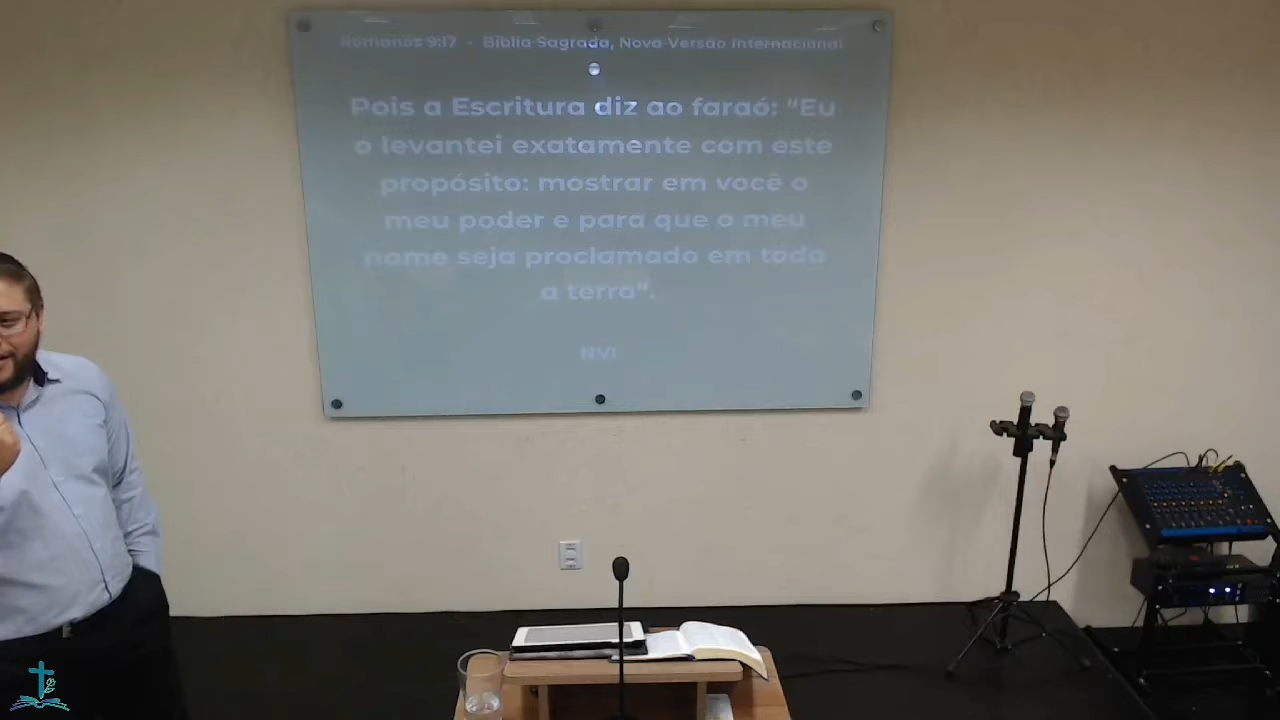 Romanos 9:17 - Bíblia Sagrada, Nova Versão Internacional
Pois a Escritura diz ao faraó: "Eu
o levantei exatamente com este
propósito: mostrar em você o
meu poder e para que o meu
nome seja proclamado em toda
a terra".
NVI